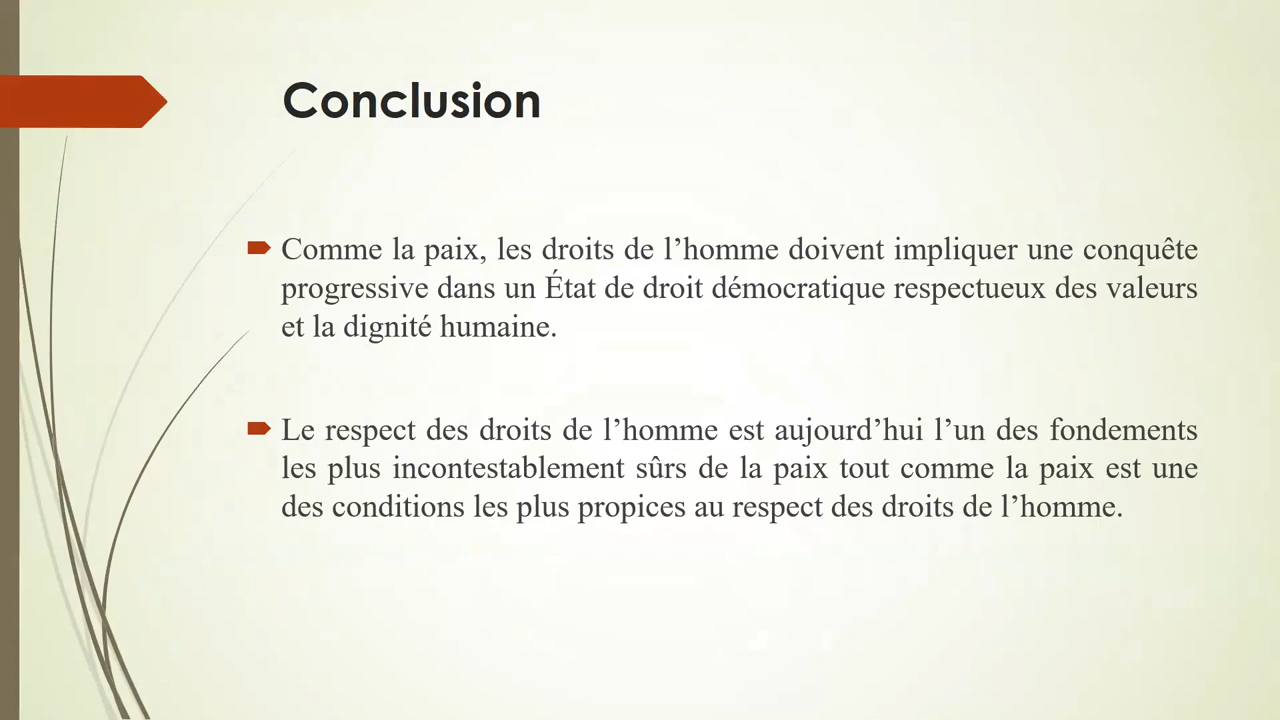 Conclusion
Comme la paix, les droits de l’homme doivent impliquer une conquête
progressive dans un État de droit démocratique respectueux des valeurs
et la dignité humaine.
Le respect des droits de l’homme est aujourd’hui l’un des fondements
les plus incontestablement sûrs de la paix tout comme la paix est une
des conditions les plus propices au respect des droits de l’homme.